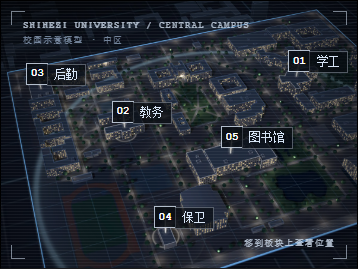 SHIHESI UNIVERSITY / CENTRAL CAMPUS
校园示意模型 · 中区
01 学工
03 后勤
02 教务
05 图书馆
04 保卫
移到板块上查看位置